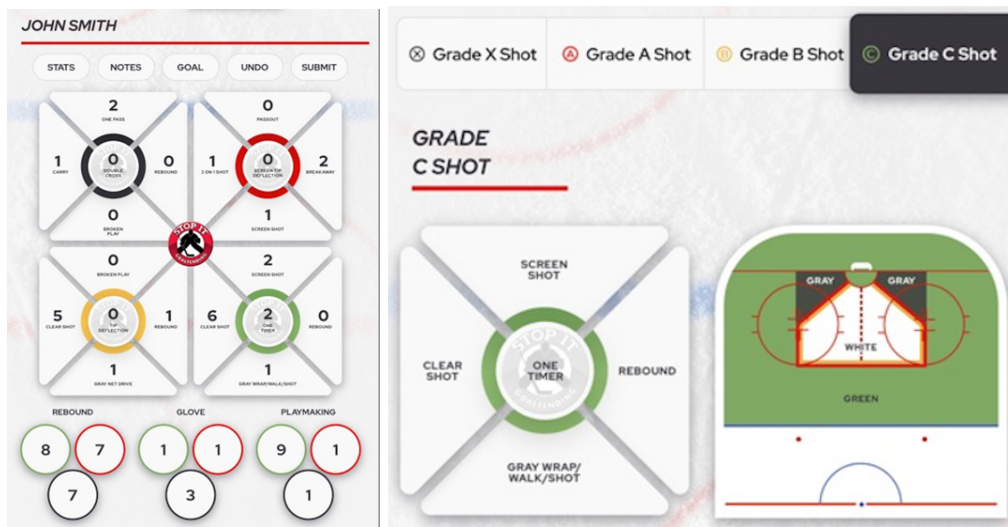 JOHN SMITH
STATS NOTES GOAL UNDO SUBMIT
2
ONE PASS
1
CARRY
0
DOUBLE
CROSS
0
REBOUND
0
BROKEN
PLAY
0
PASSOUT
1
2 ON 1 SHOT
0
SCREEN TIP
DEFLECTION
2
BREAKAWAY
1
SCREEN SHOT
STOP IT
GOALTENDING
0
BROKEN PLAY
5
CLEAR SHOT
0
TIP
DEFLECTION
1
REBOUND
1
GRAY NET DRIVE
2
SCREEN SHOT
6
CLEAR SHOT
2
ONE
TIMER
0
REBOUND
1
GRAY WRAP/WALK/SHOT
REBOUND
8 7
7
GLOVE
1 1
3
PLAYMAKING
9 1
1
X Grade X Shot
A Grade A Shot
B Grade B Shot
C Grade C Shot
GRADE
C SHOT
SCREEN
SHOT
CLEAR
SHOT
STOP IT
ONE
TIMER
GOALTENDING
REBOUND
GRAY WRAP/
WALK/SHOT
GRAY GRAY
WHITE
GREEN